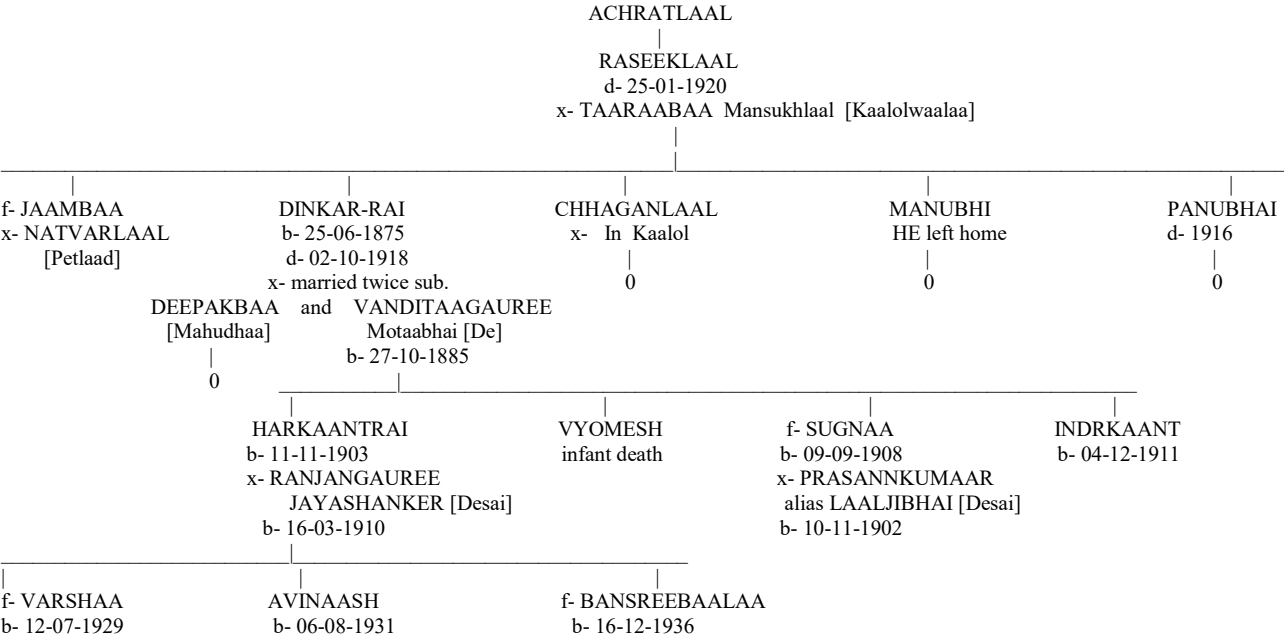 ACHRATLAAL
|
RASEEKLAAL
d- 25-01-1920
x- TAARAABAA Mansukhlaal [Kaalolwaalaa]
|
|
| | | | |
f- JAAMBAA DINKAR-RAI CHHAGANLAAL MANUBHI PANUBHAI
x- NATVARLAAL b- 25-06-1875 x- In Kaalol HE left home d- 1916
[Petlaad] d- 02-10-1918 | | |
x- married twice sub. 0 0 0
DEEPAKBAA and VANDITAAGAUREE
[Mahudhaa] Motaabhai [De]
| b- 27-10-1885
0 |
| | | |
HARKAANTRAI VYOMESH f- SUGNAA INDRKAANT
b- 11-11-1903 infant death b- 09-09-1908 b- 04-12-1911
x- RANJANGAUREE x- PRASANNKUMAAR
JAYASHANKER [Desai] alias LAALJIBHAI [Desai]
b- 16-03-1910 b- 10-11-1902
|
| | |
f- VARSHAA AVINAASH f- BANSREEBAALAA
b- 12-07-1929 b- 06-08-1931 b- 16-12-1936